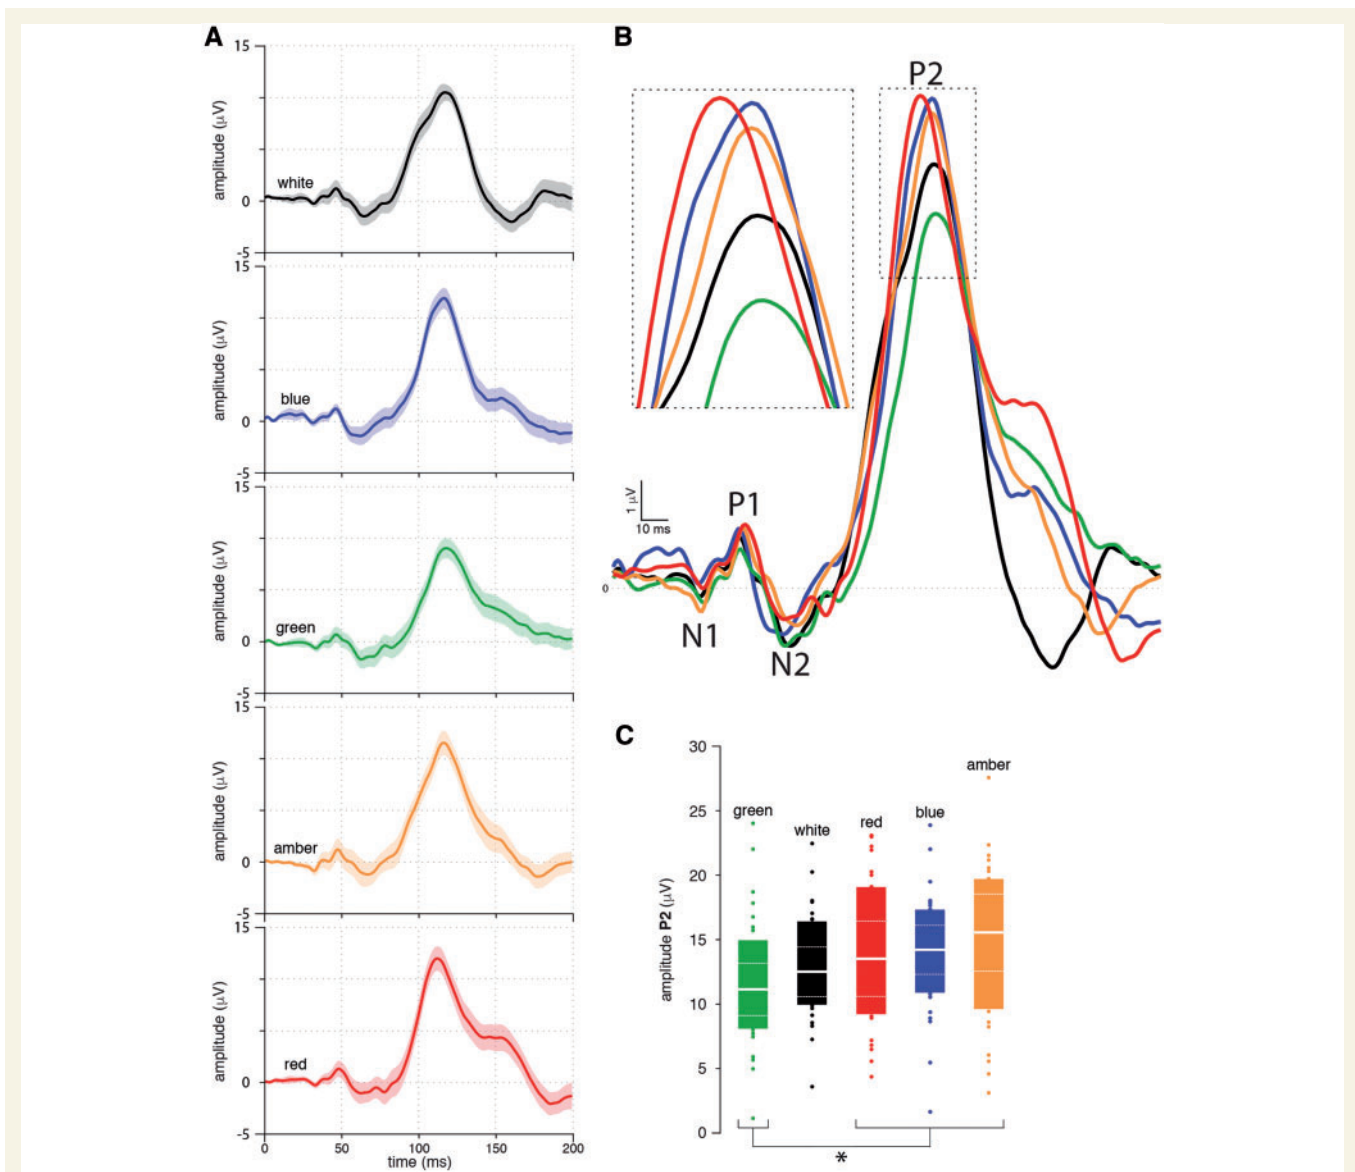 A
15
amplitude (μV)
white
0
-5
15
amplitude (μV)
blue
0
-5
15
amplitude (μV)
green
0
-5
15
amplitude (μV)
amber
0
-5
15
amplitude (μV)
red
0
-5
0 50 100 150 200
time (ms)
B
P2
1 μV
10 ms
P1
0
N1
N2
C
30
amber
25
green
white
red
blue
20
15
amplitude P2 (μV)
10
5
0
*